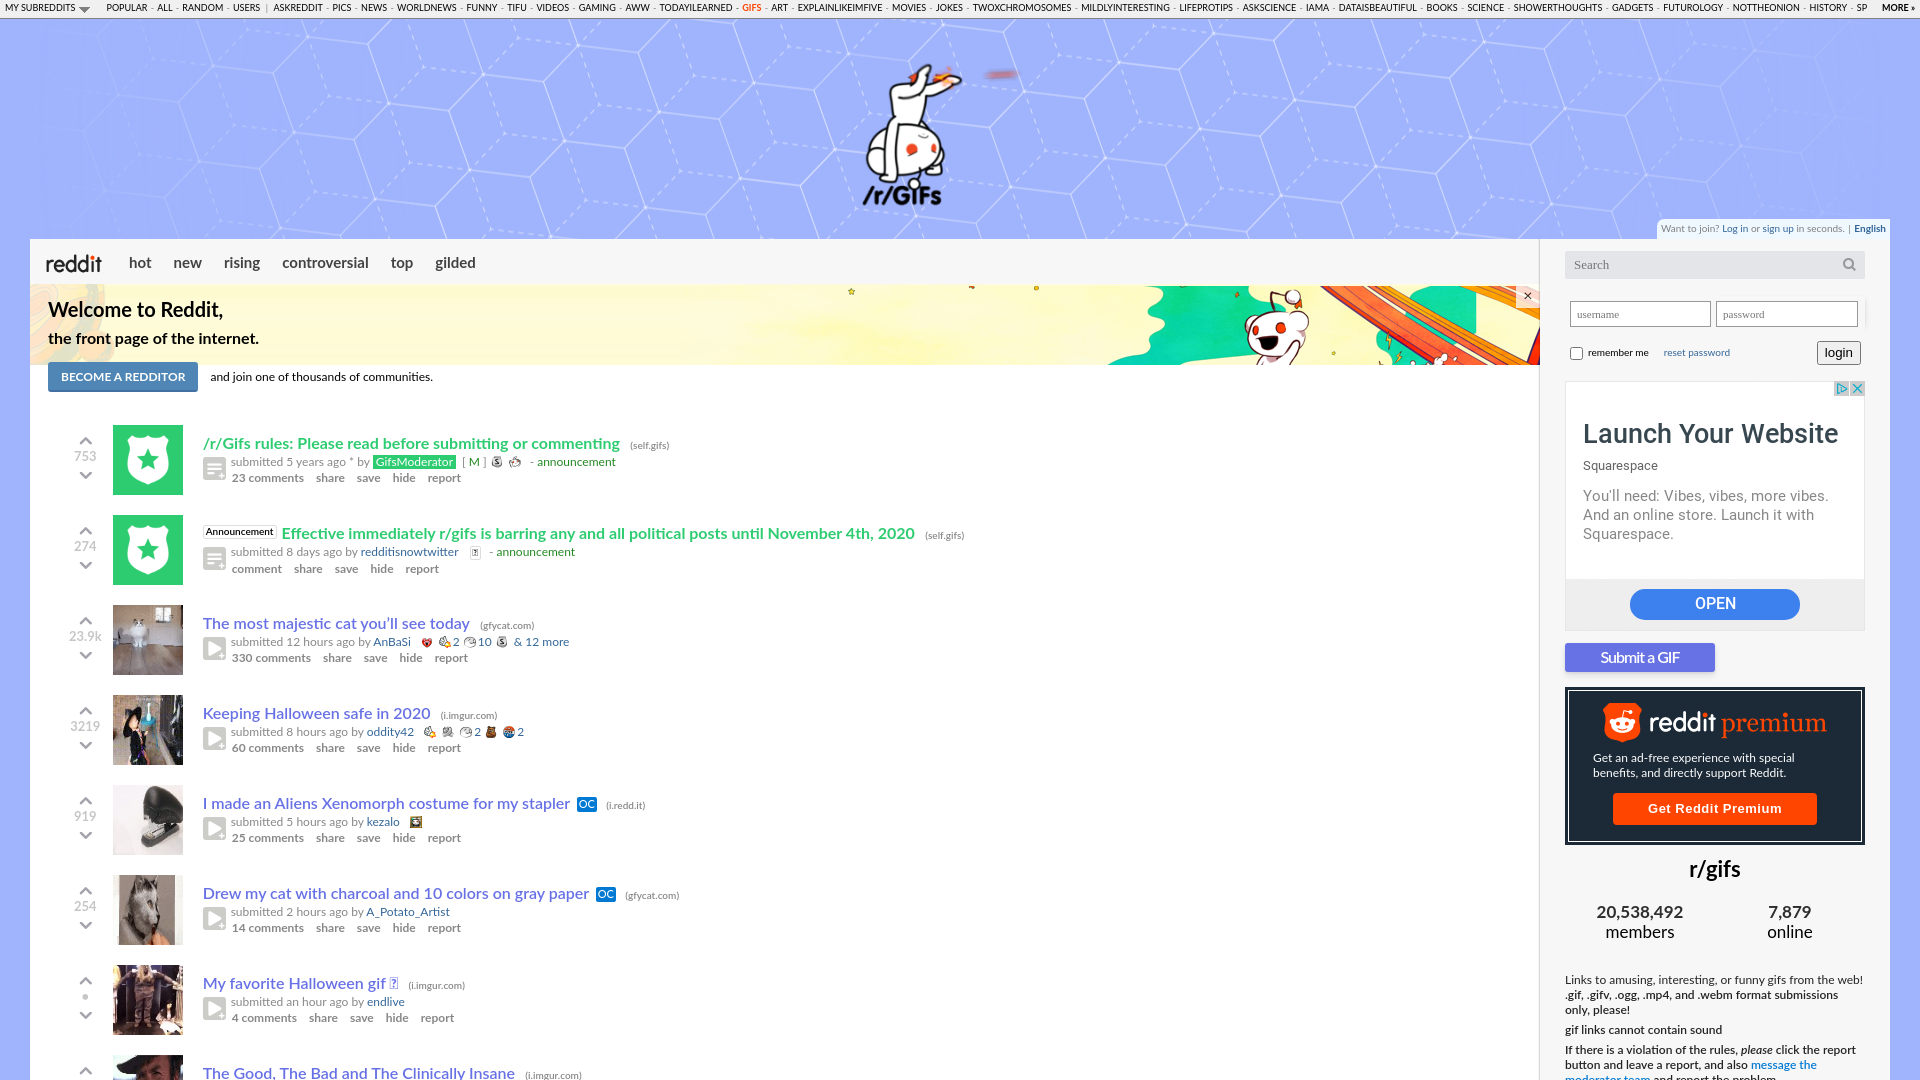 MY SUBREDDITS POPULAR - ALL - RANDOM - USERS | ASKREDDIT - PICS - NEWS - WORLDNEWS - FUNNY - TIFU - VIDEOS - GAMING - AWW - TODAYILEARNED - GIFS - ART - EXPLAINLIKEIMFIVE - MOVIES - JOKES - TWOXCHROMOSOMES - MILDLYINTERESTING - LIFEPROTIPS - ASKSCIENCE - IAMA - DATAISBEAUTIFUL - BOOKS - SCIENCE - SHOWERTHOUGHTS - GADGETS - FUTUROLOGY - NOTTHEONION - HISTORY - SP MORE »
/r/GIFs
Want to join? Log in or sign up in seconds. | English
reddit hot new rising controversial top gilded
Welcome to Reddit,
the front page of the internet.
BECOME A REDDITOR and join one of thousands of communities.
753
/r/Gifs rules: Please read before submitting or commenting (self.gifs)
submitted 5 years ago * by GifsModerator [ M ] - announcement
23 comments share save hide report
274
Announcement Effective immediately r/gifs is barring any and all political posts until November 4th, 2020 (self.gifs)
submitted 8 days ago by redditisnowtwitter - announcement
comment share save hide report
23.9k
The most majestic cat you’ll see today (gfycat.com)
submitted 12 hours ago by AnBaSi 2 10 & 12 more
330 comments share save hide report
3219
Keeping Halloween safe in 2020 (i.imgur.com)
submitted 8 hours ago by oddity42 2 2
60 comments share save hide report
919
I made an Aliens Xenomorph costume for my stapler OC (i.redd.it)
submitted 5 hours ago by kezalo
25 comments share save hide report
254
Drew my cat with charcoal and 10 colors on gray paper OC (gfycat.com)
submitted 2 hours ago by A_Potato_Artist
14 comments share save hide report
•
My favorite Halloween gif (i.imgur.com)
submitted an hour ago by endlive
4 comments share save hide report
The Good, The Bad and The Clinically Insane (i.imgur.com)
Search
username password
remember me reset password login
Launch Your Website
Squarespace
You'll need: Vibes, vibes, more vibes.
And an online store. Launch it with
Squarespace.
OPEN
Submit a GIF
reddit premium
Get an ad-free experience with special
benefits, and directly support Reddit.
Get Reddit Premium
r/gifs
20,538,492 7,879
members online
Links to amusing, interesting, or funny gifs from the web!
.gif, .gifv, .ogg, .mp4, and .webm format submissions
only, please!
gif links cannot contain sound
If there is a violation of the rules, please click the report
button and leave a report, and also message the
moderator team and report the problem.